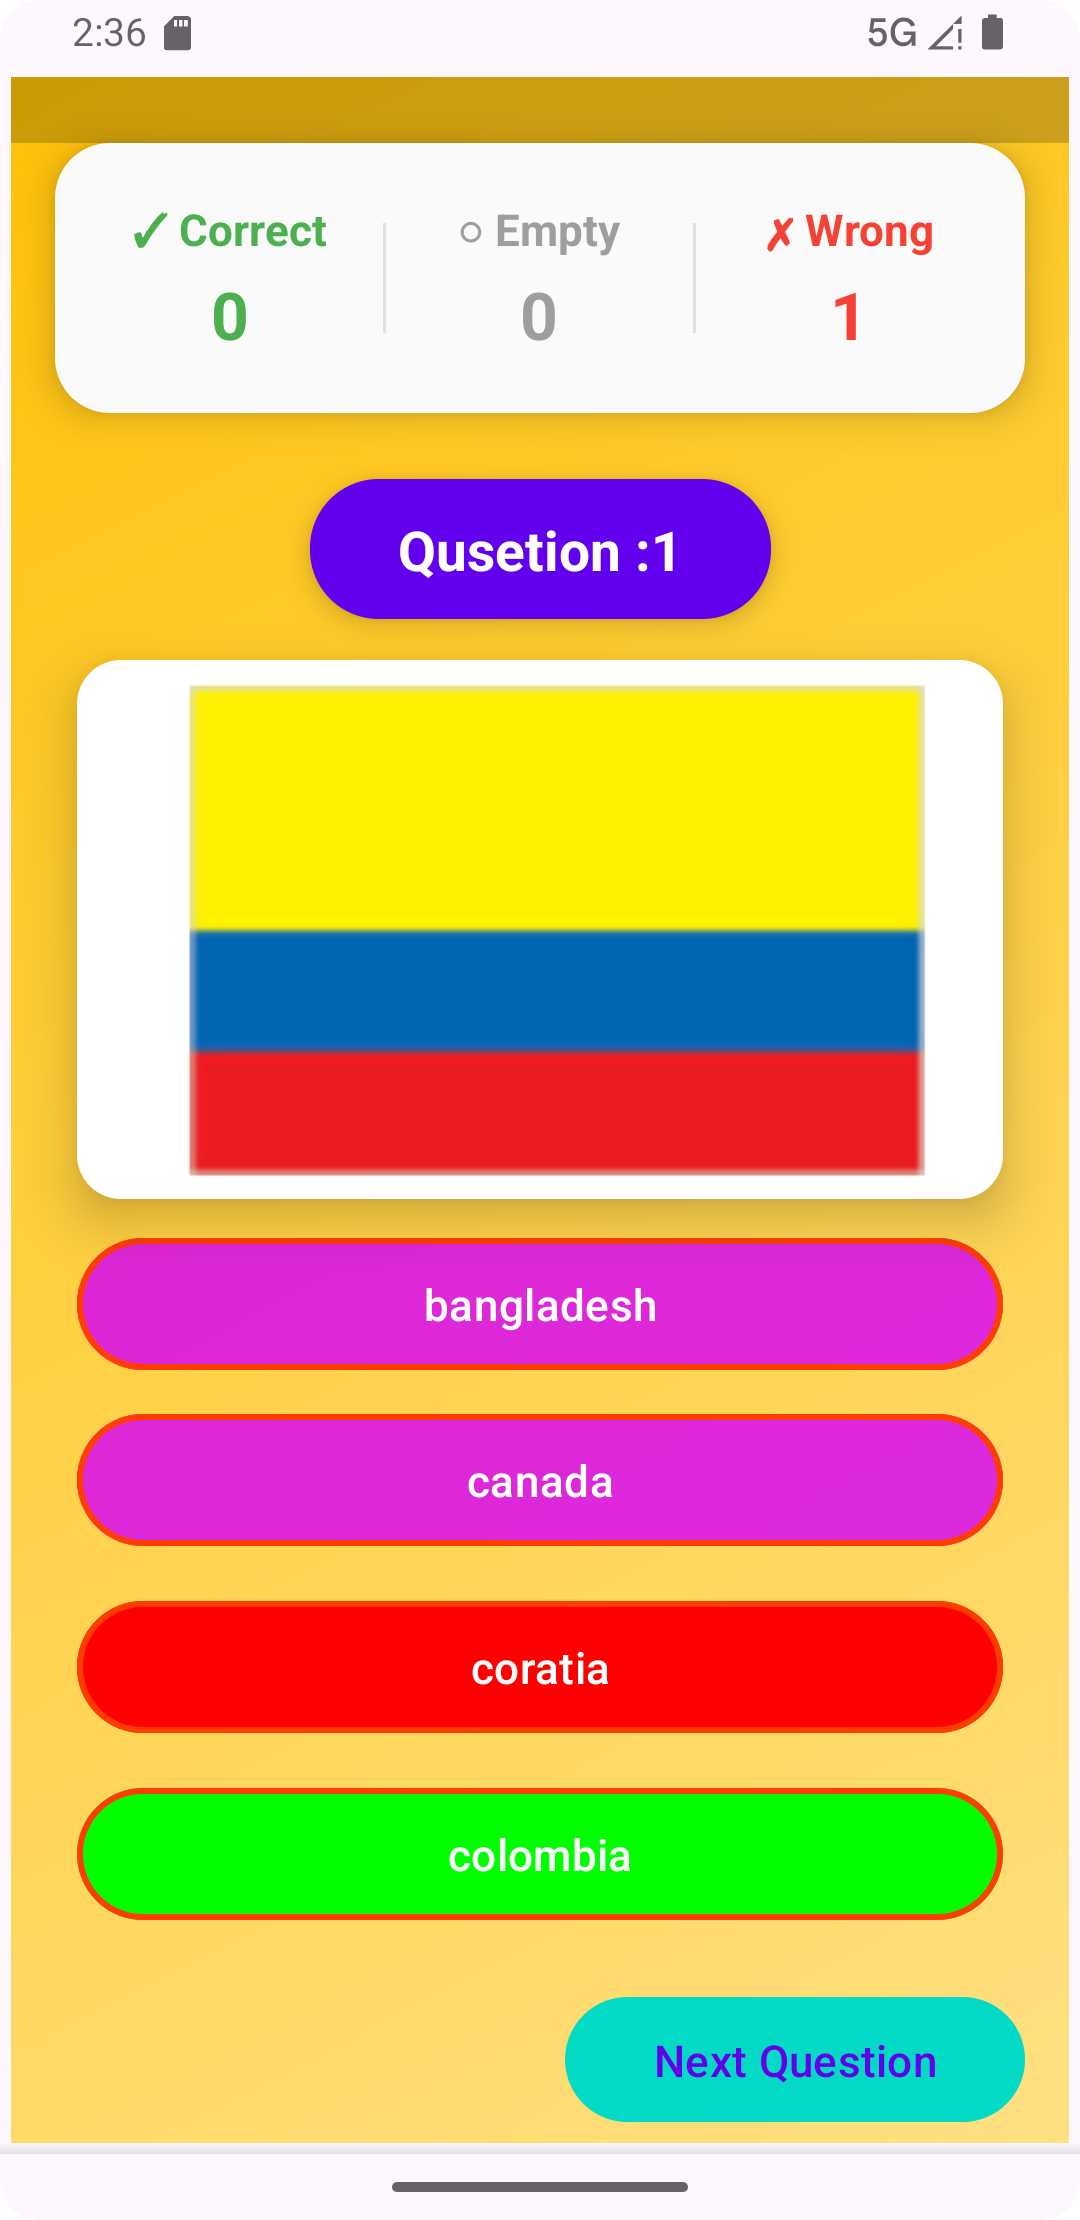 2:36 5G
✓ Correct ○ Empty ✗ Wrong
0 0 1
Qusetion :1
bangladesh
canada
coratia
colombia
Next Question